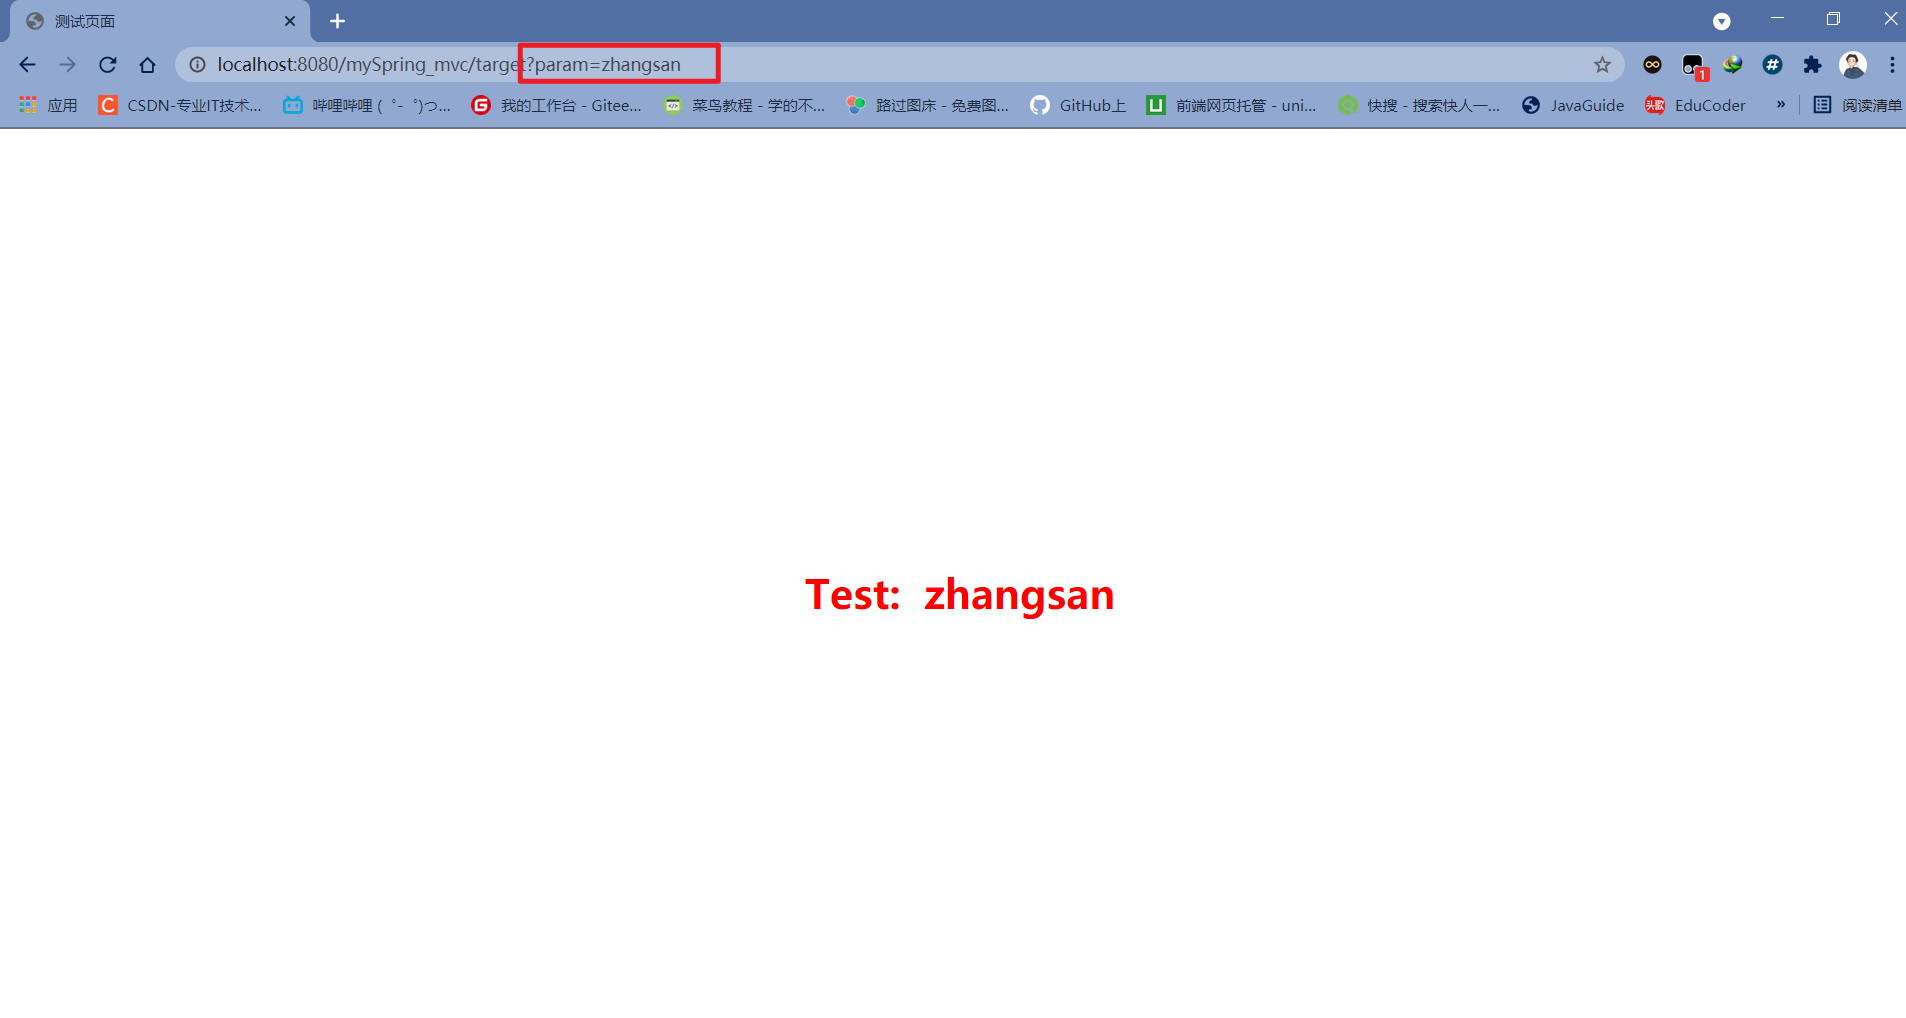 测试页面
localhost:8080/mySpring_mvc/target?param=zhangsan
1
应用 CSDN-专业IT技术... 哔哩哔哩 (゜-゜)つ... 我的工作台 - Gitee... 菜鸟教程 - 学的不... 路过图床 - 免费图... GitHub上 前端网页托管 - uni... 快搜 - 搜索快人一... JavaGuide 头歌 EduCoder » 阅读清单
Test: zhangsan